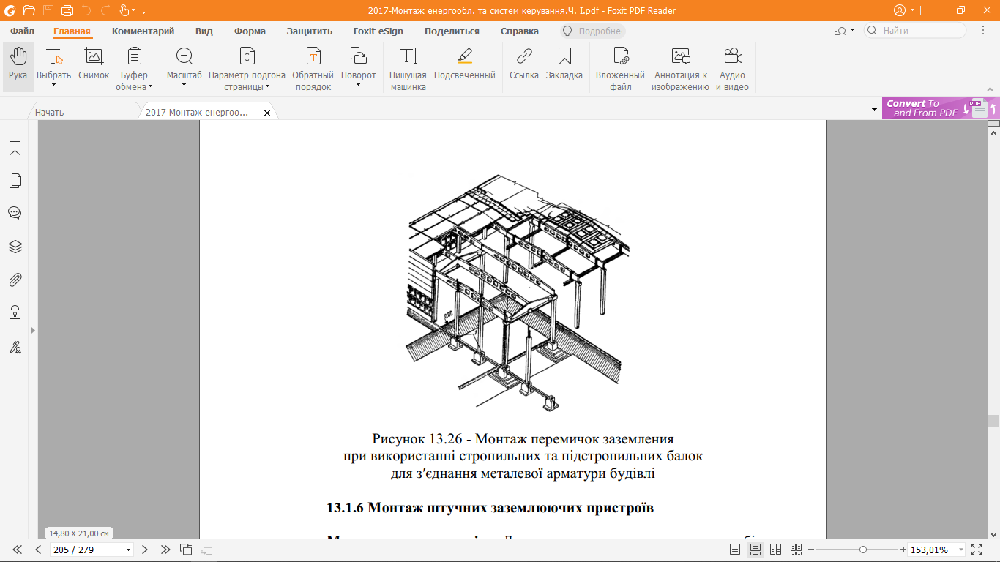 2017-Монтаж енергообл. та систем керування.Ч. I.pdf - Foxit PDF Reader
Файл Главная Комментарий Вид Форма Защитить Foxit eSign Поделиться Справка Подробнее Найти
Рука Выбрать Снимок Буфер обмена Масштаб Параметр подгона страницы Обратный порядок Поворот Пишущая машинка Подсвеченный Ссылка Закладка Вложенный файл Аннотация к изображению Аудио и видео
Начать 2017-Монтаж енергоо... Convert To
and From PDF
Рисунок 13.26 - Монтаж перемичок заземлення
при використанні стропильних та підстропильних балок
для з′єднання металевої арматури будівлі
13.1.6 Монтаж штучних заземлюючих пристроїв
14,80 X 21,00 см
205 / 279 153,01%